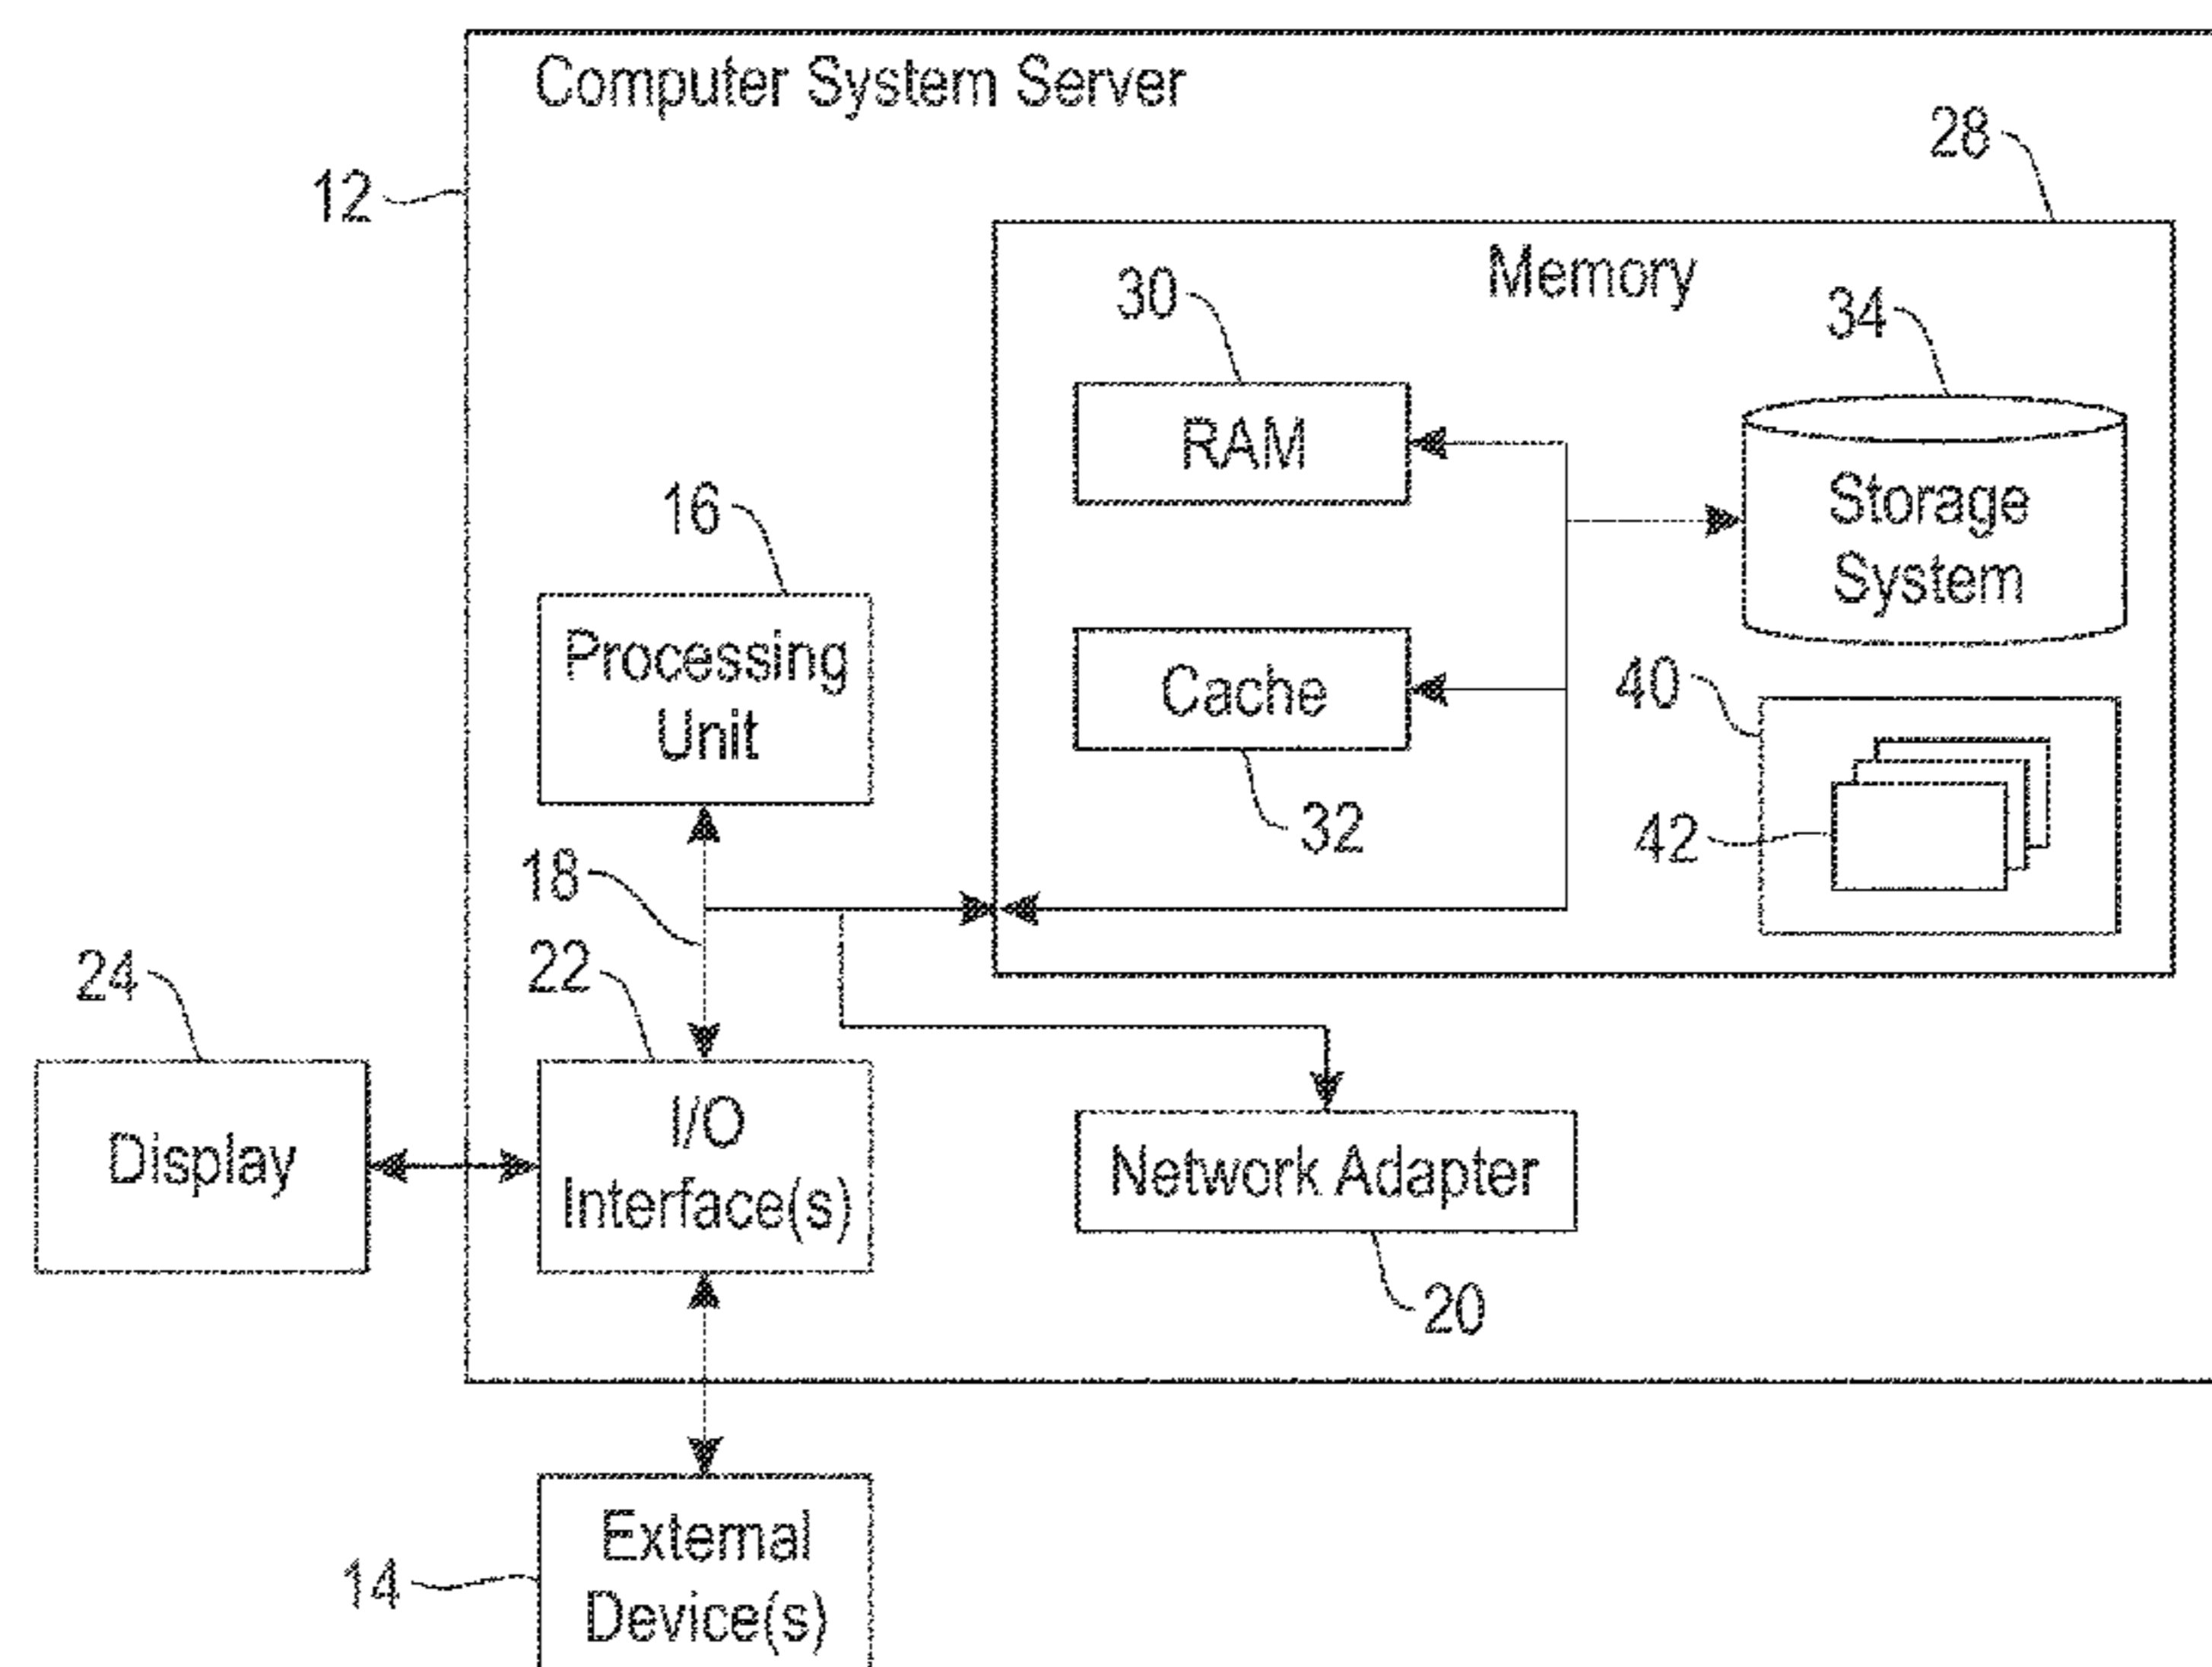 Computer System Server
12
28
Memory
30
34
RAM
Storage
System
16
Processing
Unit
Cache
40
32
42
18
22
24
Display
I/O
Interface(s)
Network Adapter
20
External
Device(s)
14